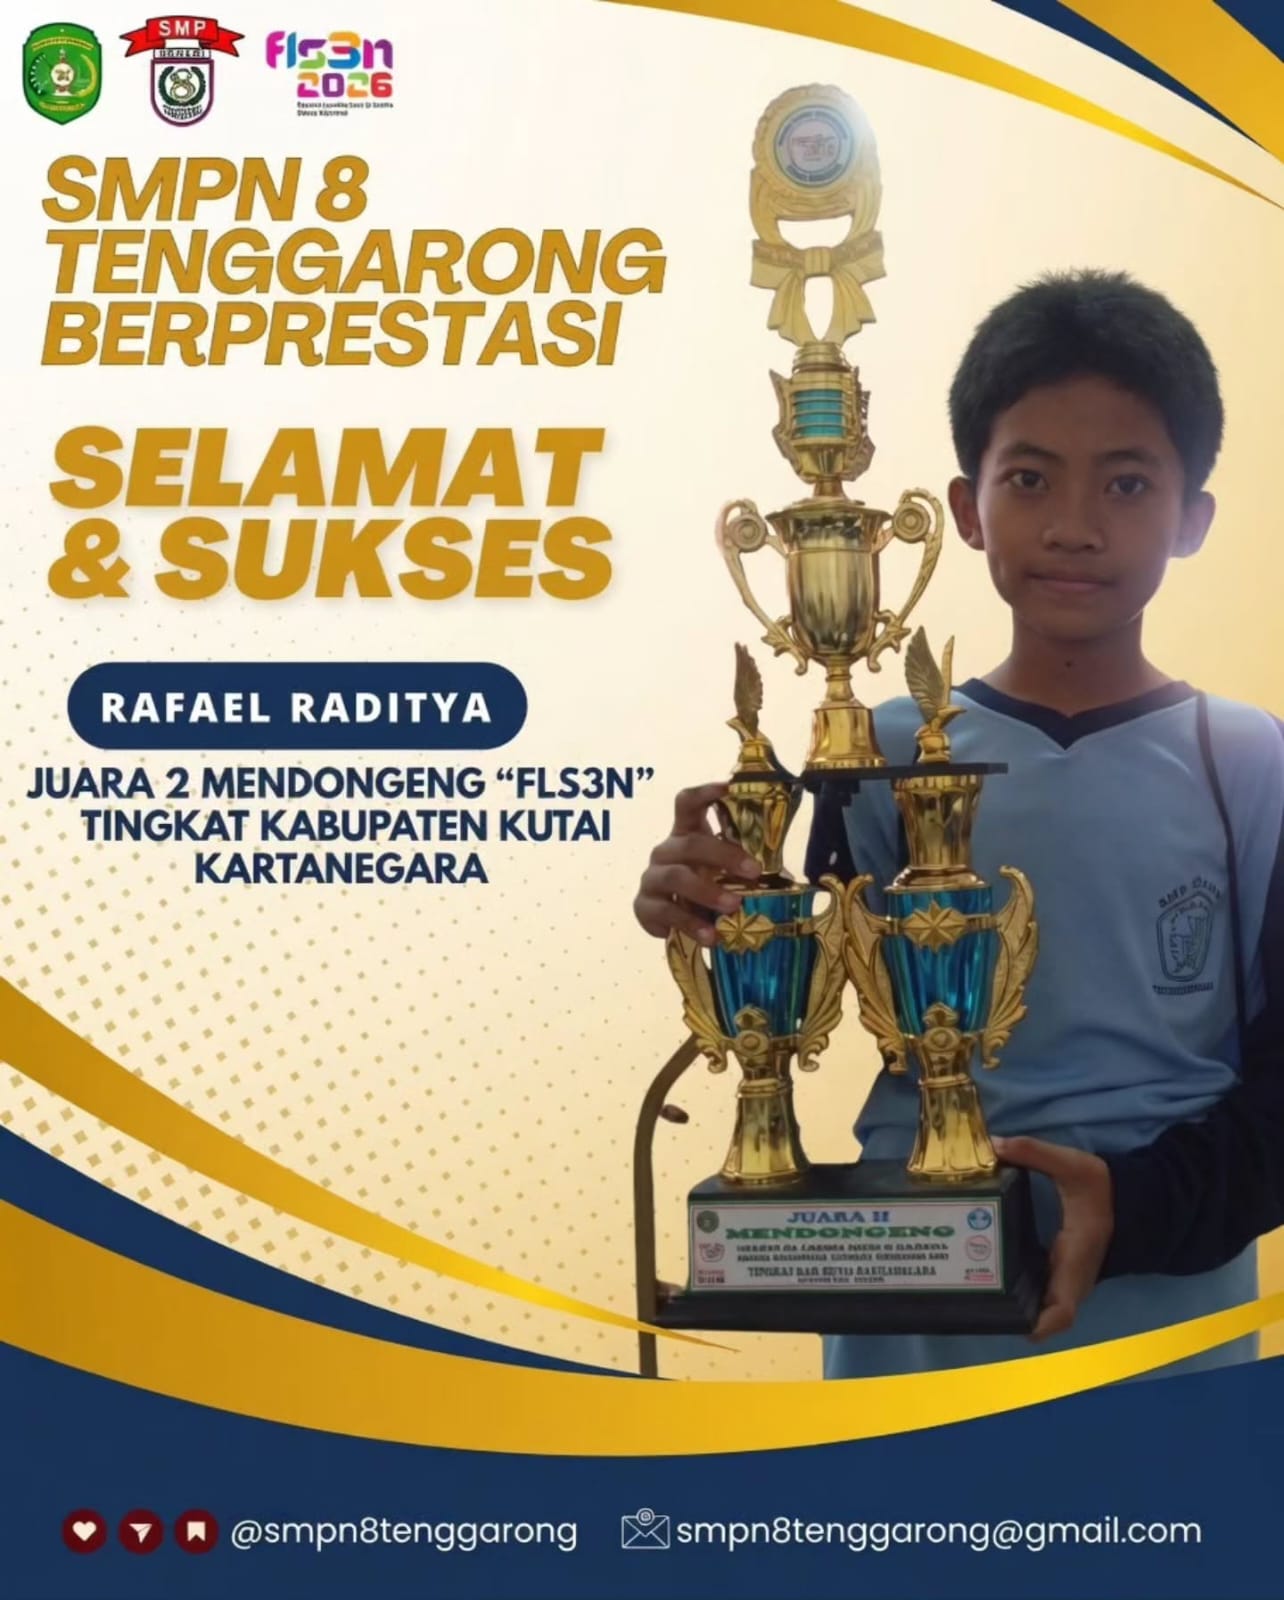 SMP
fls3n
2026
SMPN 8
TENGGARONG
BERPRESTASI
SELAMAT
& SUKSES
RAFAEL RADITYA
JUARA 2 MENDONGENG “FLS3N”
TINGKAT KABUPATEN KUTAI
KARTANEGARA
JUARA II
MENDONGENG
@smpn8tenggarong
smpn8tenggarong@gmail.com